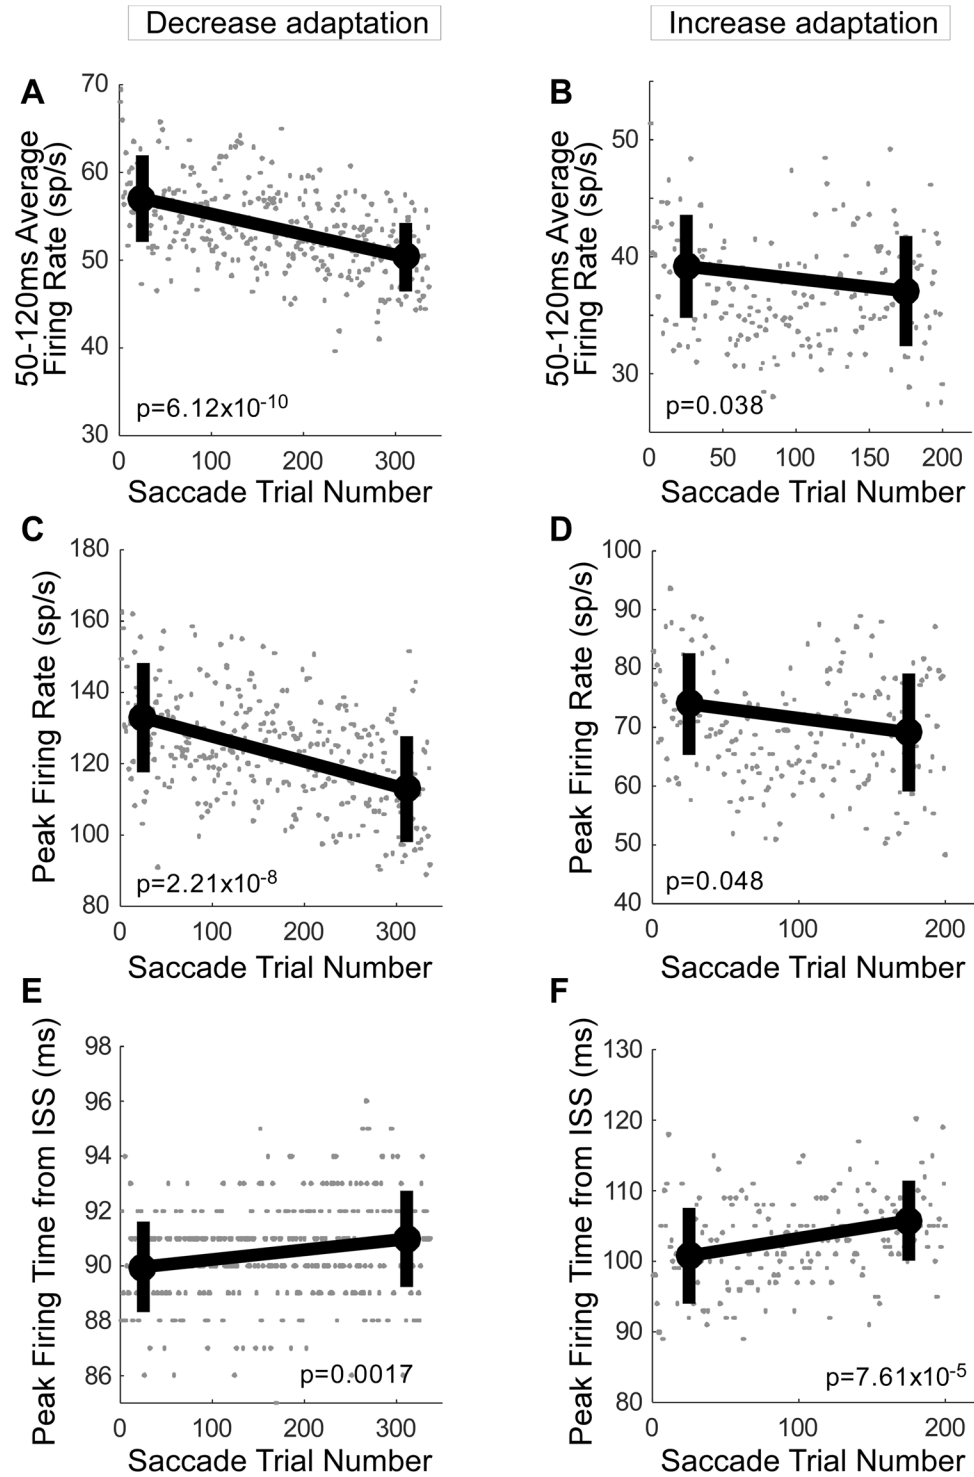 Decrease adaptation
Increase adaptation
A
50-120ms Average
Firing Rate (sp/s)
70
60
50
40
30
p=6.12x10-10
0 100 200 300
Saccade Trial Number
B
50-120ms Average
Firing Rate (sp/s)
50
40
30
p=0.038
0 50 100 150 200
Saccade Trial Number
C
Peak Firing Rate (sp/s)
180
160
140
120
100
80
p=2.21x10-8
0 100 200 300
Saccade Trial Number
D
Peak Firing Rate (sp/s)
100
90
80
70
60
50
40
p=0.048
0 100 200
Saccade Trial Number
E
Peak Firing Time from ISS (ms)
98
96
94
92
90
88
86
p=0.0017
0 100 200 300
Saccade Trial Number
F
Peak Firing Time from ISS (ms)
130
120
110
100
90
80
p=7.61x10-5
0 100 200
Saccade Trial Number